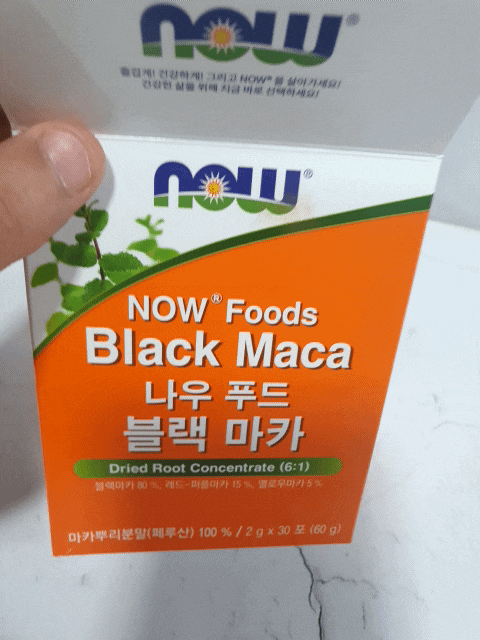 NOW®
즐겁게! 건강하게! 그리고 NOW®를 살아가세요!
건강한 삶을 위해 지금 바로 선택하세요!
NOW®
NOW® Foods
Black Maca
나우 푸드
블랙 마카
Dried Root Concentrate (6:1)
블랙마카 80 %, 레드-퍼플마카 15 %, 옐로우마카 5 %
마카뿌리분말(페루산) 100 % / 2 g x 30 포 (60 g)